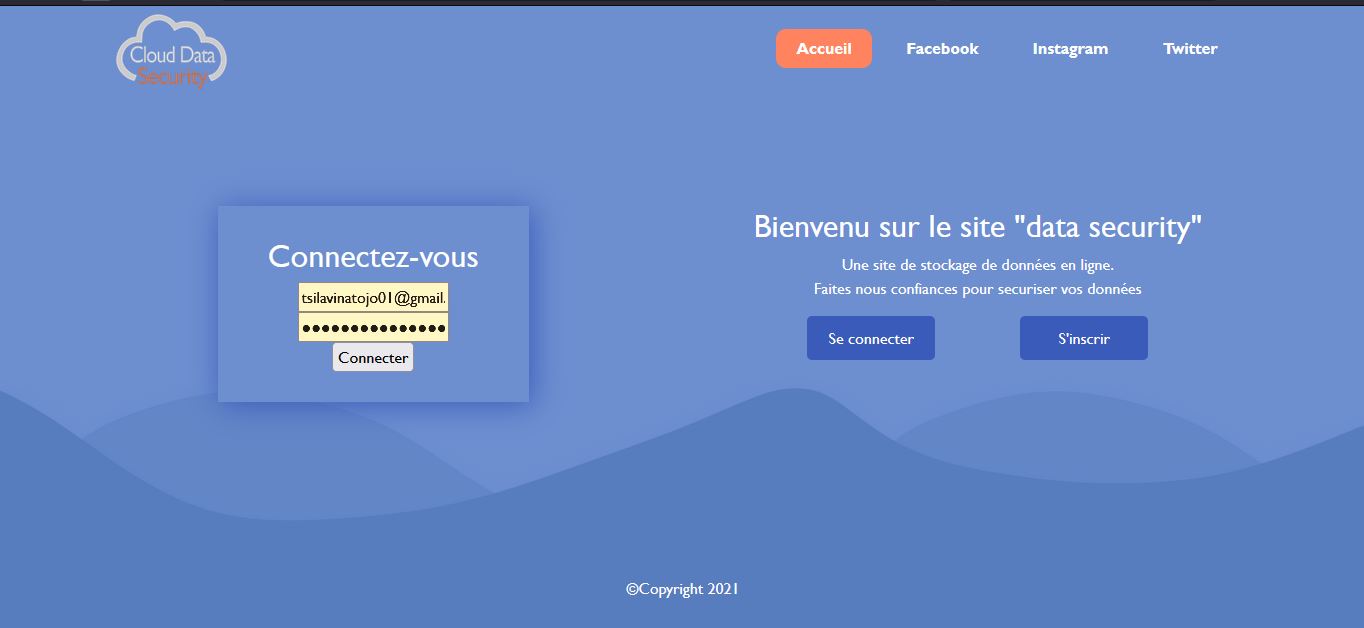 Cloud Data
Security
Accueil
Facebook
Instagram
Twitter
Connectez-vous
tsilavinatojo01@gmail.
Connecter
Bienvenu sur le site "data security"
Une site de stockage de données en ligne.
Faites nous confiances pour securiser vos données
Se connecter
S'inscrire
©Copyright 2021